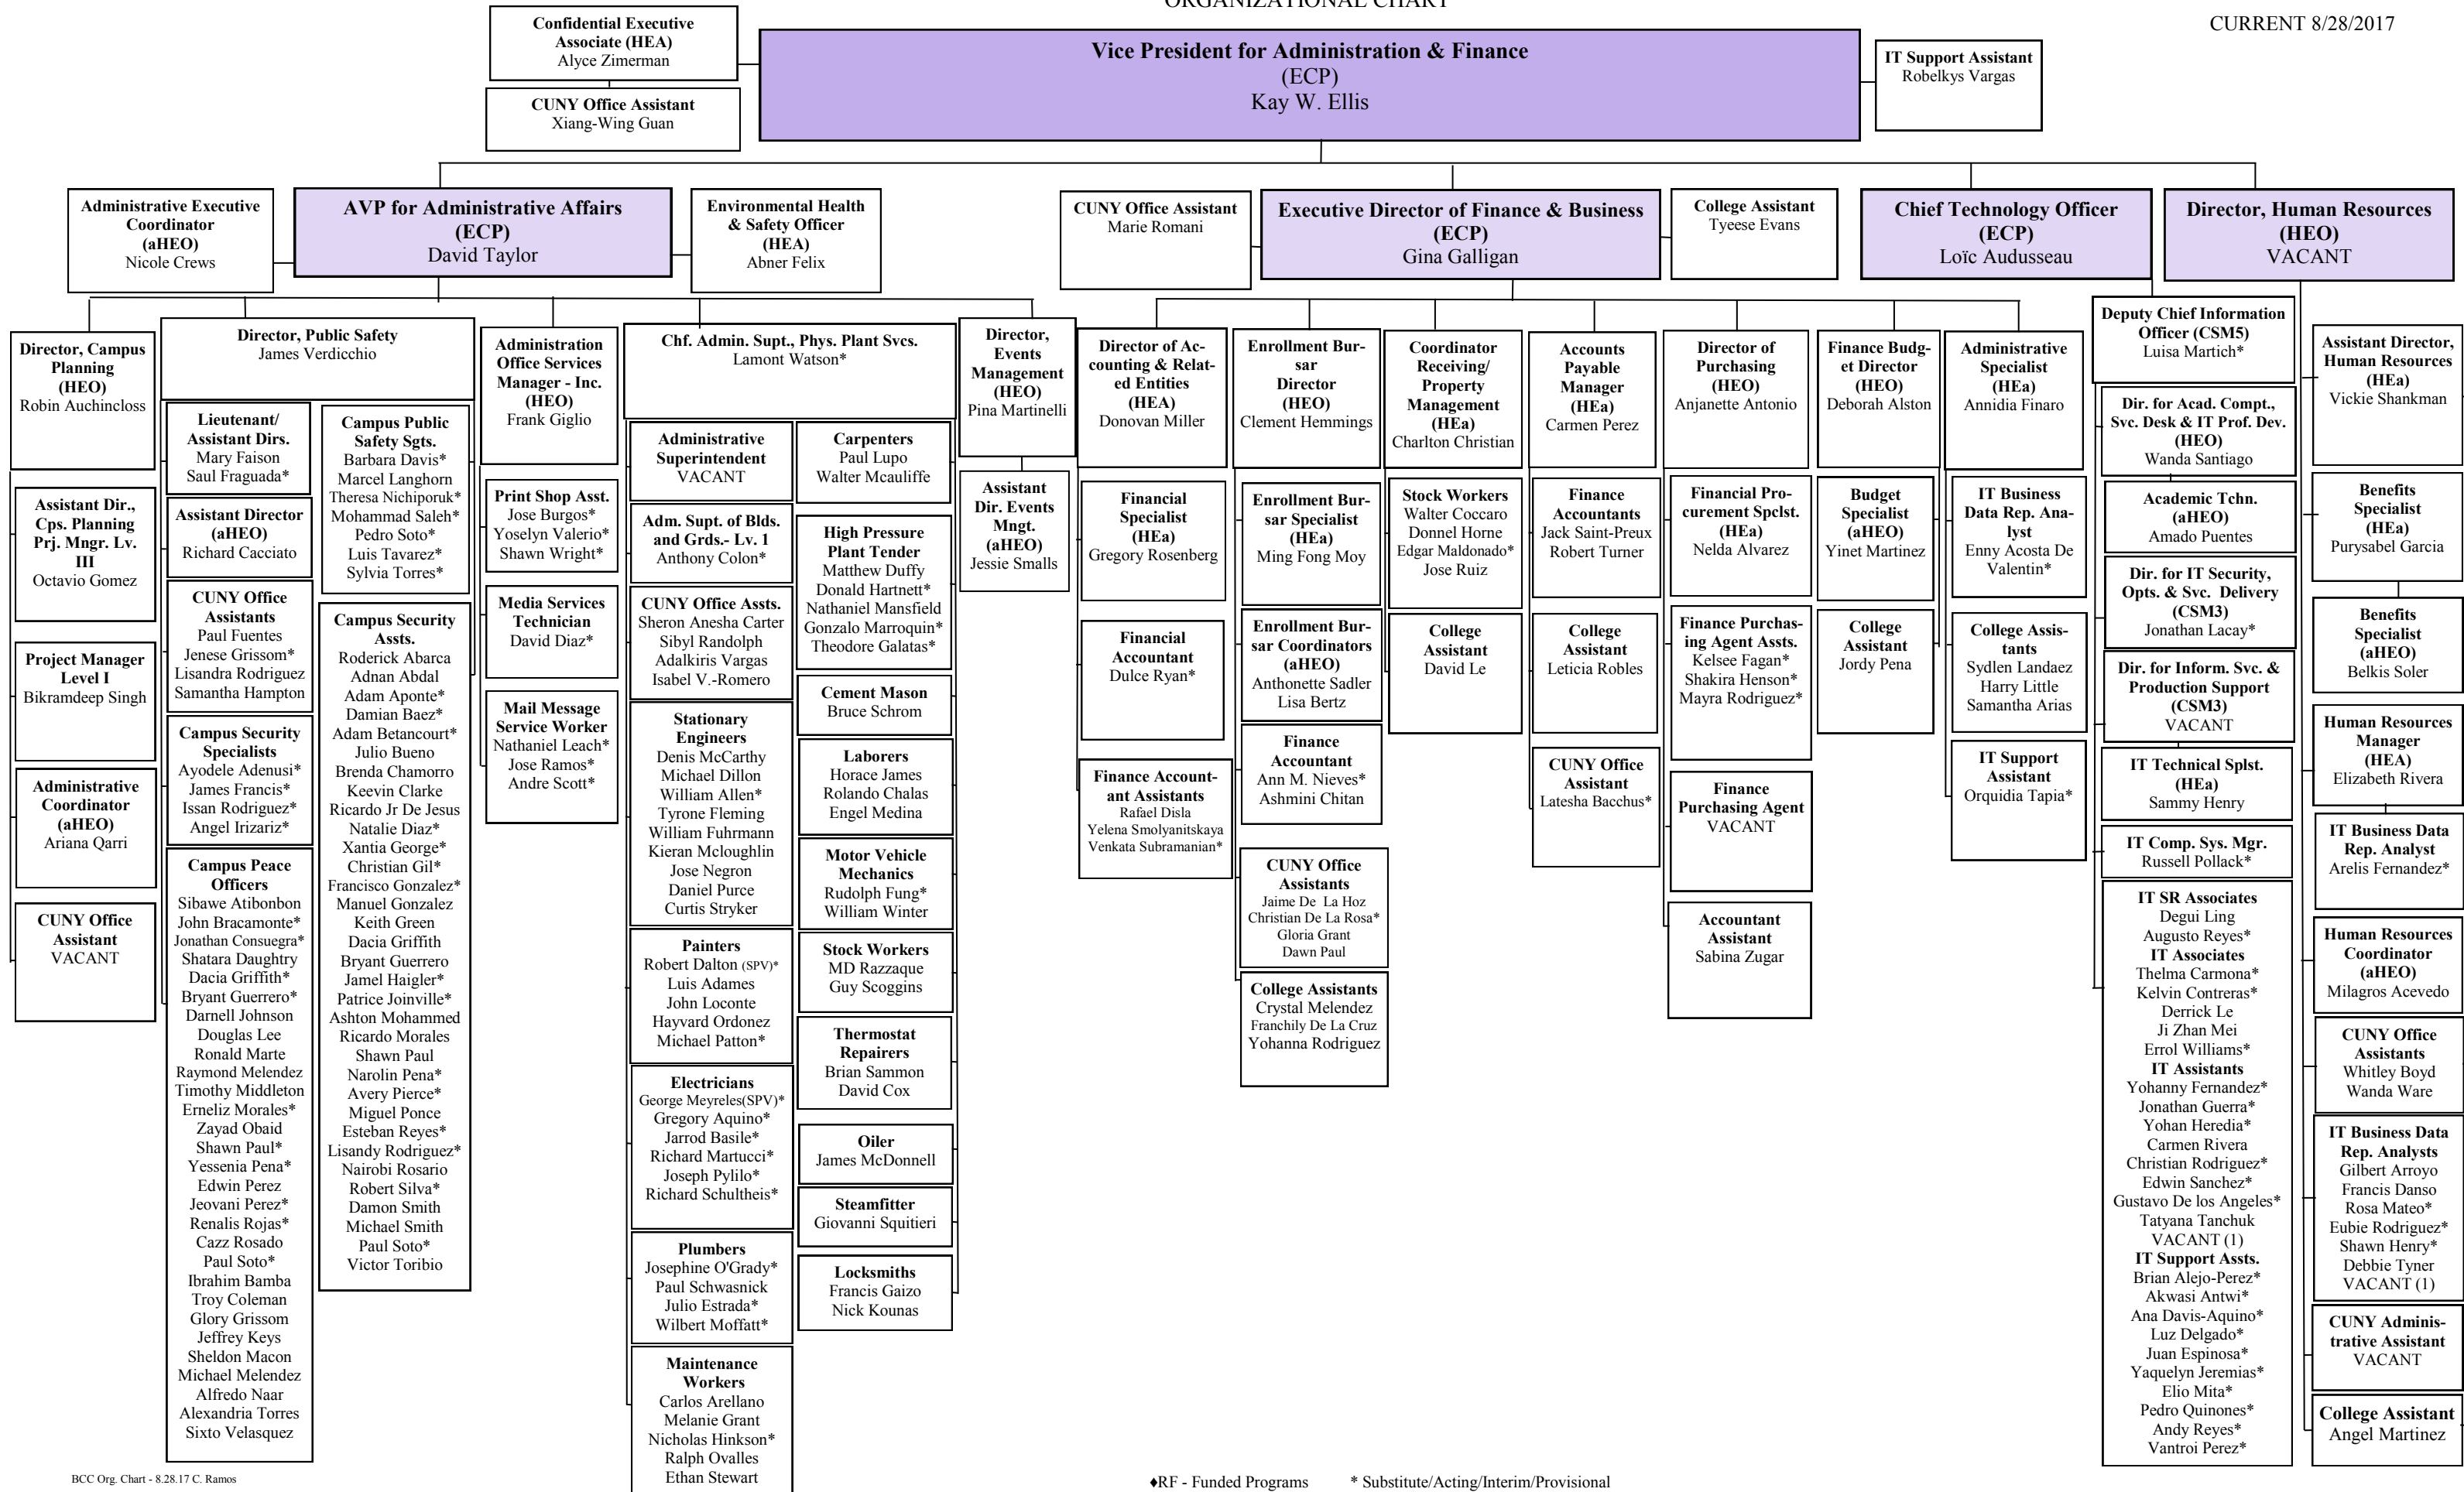 ORGANIZATIONAL CHART
CURRENT 8/28/2017
Confidential Executive
Associate (HEA)
Alyce Zimerman
CUNY Office Assistant
Xiang-Wing Guan
Vice President for Administration & Finance
(ECP)
Kay W. Ellis
IT Support Assistant
Robelkys Vargas
Administrative Executive
Coordinator
(aHEO)
Nicole Crews
AVP for Administrative Affairs
(ECP)
David Taylor
Environmental Health
& Safety Officer
(HEA)
Abner Felix
CUNY Office Assistant
Marie Romani
Executive Director of Finance & Business
(ECP)
Gina Galligan
College Assistant
Tyeese Evans
Chief Technology Officer
(ECP)
Loïc Audusseau
Director, Human Resources
(HEO)
VACANT
Director, Campus
Planning
(HEO)
Robin Auchincloss
Assistant Dir.,
Cps. Planning
Prj. Mngr. Lv.
III
Octavio Gomez
Project Manager
Level I
Bikramdeep Singh
Administrative
Coordinator
(aHEO)
Ariana Qarri
CUNY Office
Assistant
VACANT
Director, Public Safety
James Verdicchio
Lieutenant/
Assistant Dirs.
Mary Faison
Saul Fraguada*
Assistant Director
(aHEO)
Richard Cacciato
CUNY Office
Assistants
Paul Fuentes
Jenese Grissom*
Lisandra Rodriguez
Samantha Hampton
Campus Security
Specialists
Ayodele Adenusi*
James Francis*
Issan Rodriguez*
Angel Irizariz*
Campus Peace
Officers
Sibawe Atibonbon
John Bracamonte*
Jonathan Consuegra*
Shatara Daughtry
Dacia Griffith*
Bryant Guerrero*
Darnell Johnson
Douglas Lee
Ronald Marte
Raymond Melendez
Timothy Middleton
Erneliz Morales*
Zayad Obaid
Shawn Paul*
Yessenia Pena*
Edwin Perez
Jeovani Perez*
Renalis Rojas*
Cazz Rosado
Paul Soto*
Ibrahim Bamba
Troy Coleman
Glory Grissom
Jeffrey Keys
Sheldon Macon
Michael Melendez
Alfredo Naar
Alexandria Torres
Sixto Velasquez
Campus Public
Safety Sgts.
Barbara Davis*
Marcel Langhorn
Theresa Nichiporuk*
Mohammad Saleh*
Pedro Soto*
Luis Tavarez*
Sylvia Torres*
Campus Security
Assts.
Roderick Abarca
Adnan Abdal
Adam Aponte*
Damian Baez*
Adam Betancourt*
Julio Bueno
Brenda Chamorro
Keevin Clarke
Ricardo Jr De Jesus
Natalie Diaz*
Xantia George*
Christian Gil*
Francisco Gonzalez*
Manuel Gonzalez
Keith Green
Dacia Griffith
Bryant Guerrero
Jamel Haigler*
Patrice Joinville*
Ashton Mohammed
Ricardo Morales
Shawn Paul
Narolin Pena*
Avery Pierce*
Miguel Ponce
Esteban Reyes*
Lisandy Rodriguez*
Nairobi Rosario
Robert Silva*
Damon Smith
Michael Smith
Paul Soto*
Victor Toribio
Administration
Office Services
Manager - Inc.
(HEO)
Frank Giglio
Print Shop Asst.
Jose Burgos*
Yoselyn Valerio*
Shawn Wright*
Media Services
Technician
David Diaz*
Mail Message
Service Worker
Nathaniel Leach*
Jose Ramos*
Andre Scott*
Chf. Admin. Supt., Phys. Plant Svcs.
Lamont Watson*
Administrative
Superintendent
VACANT
Adm. Supt. of Blds.
and Grds.- Lv. 1
Anthony Colon*
CUNY Office Assts.
Sheron Anesha Carter
Sibyl Randolph
Adalkiris Vargas
Isabel V.-Romero
Stationary
Engineers
Denis McCarthy
Michael Dillon
William Allen*
Tyrone Fleming
William Fuhrmann
Kieran Mcloughlin
Jose Negron
Daniel Purce
Curtis Stryker
Painters
Robert Dalton (SPV)*
Luis Adames
John Loconte
Hayvard Ordonez
Michael Patton*
Electricians
George Meyreles(SPV)*
Gregory Aquino*
Jarrod Basile*
Richard Martucci*
Joseph Pylilo*
Richard Schultheis*
Plumbers
Josephine O'Grady*
Paul Schwasnick
Julio Estrada*
Wilbert Moffatt*
Maintenance
Workers
Carlos Arellano
Melanie Grant
Nicholas Hinkson*
Ralph Ovalles
Ethan Stewart
Carpenters
Paul Lupo
Walter Mcauliffe
High Pressure
Plant Tender
Matthew Duffy
Donald Hartnett*
Nathaniel Mansfield
Gonzalo Marroquin*
Theodore Galatas*
Cement Mason
Bruce Schrom
Laborers
Horace James
Rolando Chalas
Engel Medina
Motor Vehicle
Mechanics
Rudolph Fung*
William Winter
Stock Workers
MD Razzaque
Guy Scoggins
Thermostat
Repairers
Brian Sammon
David Cox
Oiler
James McDonnell
Steamfitter
Giovanni Squitieri
Locksmiths
Francis Gaizo
Nick Kounas
Director,
Events
Management
(HEO)
Pina Martinelli
Assistant
Dir. Events
Mngt.
(aHEO)
Jessie Smalls
Director of Ac-
counting & Relat-
ed Entities
(HEA)
Donovan Miller
Financial
Specialist
(HEa)
Gregory Rosenberg
Financial
Accountant
Dulce Ryan*
Finance Account-
ant Assistants
Rafael Disla
Yelena Smolyanitskaya
Venkata Subramanian*
Enrollment Bur-
sar
Director
(HEO)
Clement Hemmings
Enrollment Bur-
sar Specialist
(HEa)
Ming Fong Moy
Enrollment Bur-
sar Coordinators
(aHEO)
Anthonette Sadler
Lisa Bertz
Finance
Accountant
Ann M. Nieves*
Ashmini Chitan
CUNY Office
Assistants
Jaime De La Hoz
Christian De La Rosa*
Gloria Grant
Dawn Paul
College Assistants
Crystal Melendez
Franchily De La Cruz
Yohanna Rodriguez
Coordinator
Receiving/
Property
Management
(HEa)
Charlton Christian
Stock Workers
Walter Coccaro
Donnel Horne
Edgar Maldonado*
Jose Ruiz
College
Assistant
David Le
Accounts
Payable
Manager
(HEa)
Carmen Perez
Finance
Accountants
Jack Saint-Preux
Robert Turner
College
Assistant
Leticia Robles
CUNY Office
Assistant
Latesha Bacchus*
Director of
Purchasing
(HEO)
Anjanette Antonio
Financial Pro-
curement Spclst.
(HEa)
Nelda Alvarez
Finance Purchas-
ing Agent Assts.
Kelsee Fagan*
Shakira Henson*
Mayra Rodriguez*
Finance
Purchasing Agent
VACANT
Accountant
Assistant
Sabina Zugar
Finance Budg-
et Director
(HEO)
Deborah Alston
Budget
Specialist
(aHEO)
Yinet Martinez
College
Assistant
Jordy Pena
Administrative
Specialist
(HEa)
Annidia Finaro
IT Business
Data Rep. Ana-
lyst
Enny Acosta De
Valentin*
College Assis-
tants
Sydlen Landaez
Harry Little
Samantha Arias
IT Support
Assistant
Orquidia Tapia*
Deputy Chief Information
Officer (CSM5)
Luisa Martich*
Dir. for Acad. Compt.,
Svc. Desk & IT Prof. Dev.
(HEO)
Wanda Santiago
Academic Tchn.
(aHEO)
Amado Puentes
Dir. for IT Security,
Opts. & Svc. Delivery
(CSM3)
Jonathan Lacay*
Dir. for Inform. Svc. &
Production Support
(CSM3)
VACANT
IT Technical Splst.
(HEa)
Sammy Henry
IT Comp. Sys. Mgr.
Russell Pollack*
IT SR Associates
Degui Ling
Augusto Reyes*
IT Associates
Thelma Carmona*
Kelvin Contreras*
Derrick Le
Ji Zhan Mei
Errol Williams*
IT Assistants
Yohanny Fernandez*
Jonathan Guerra*
Yohan Heredia*
Carmen Rivera
Christian Rodriguez*
Edwin Sanchez*
Gustavo De los Angeles*
Tatyana Tanchuk
VACANT (1)
IT Support Assts.
Brian Alejo-Perez*
Akwasi Antwi*
Ana Davis-Aquino*
Luz Delgado*
Juan Espinosa*
Yaquelyn Jeremias*
Elio Mita*
Pedro Quinones*
Andy Reyes*
Vantroi Perez*
Assistant Director,
Human Resources
(HEa)
Vickie Shankman
Benefits
Specialist
(HEa)
Purysabel Garcia
Benefits
Specialist
(aHEO)
Belkis Soler
Human Resources
Manager
(HEA)
Elizabeth Rivera
IT Business Data
Rep. Analyst
Arelis Fernandez*
Human Resources
Coordinator
(aHEO)
Milagros Acevedo
CUNY Office
Assistants
Whitley Boyd
Wanda Ware
IT Business Data
Rep. Analysts
Gilbert Arroyo
Francis Danso
Rosa Mateo*
Eubie Rodriguez*
Shawn Henry*
Debbie Tyner
VACANT (1)
CUNY Adminis-
trative Assistant
VACANT
College Assistant
Angel Martinez
BCC Org. Chart - 8.28.17 C. Ramos
♦RF - Funded Programs * Substitute/Acting/Interim/Provisional